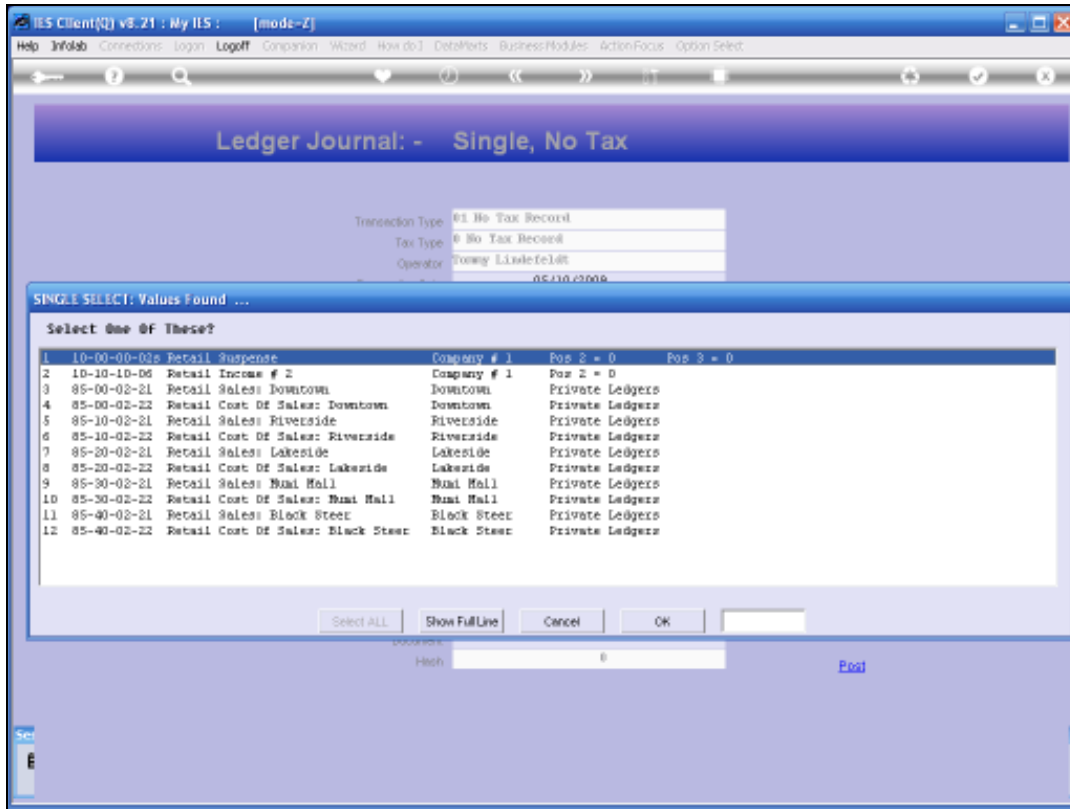 IES Client(Q) v8.21 : My IES : [mode-Z]
Help Infolab Connections Logon Logoff Companion Wizard How do I DataMarts Business Modules Action Focus Option Select
Ledger Journal: - Single, No Tax
Transaction Type 01 No Tax Record
Tax Type 0 No Tax Record
Operator Tommy Lindefeldt
SINGLE SELECT: Values Found ...
Select One Of These?
1 10-00-00-02s Retail Suspense Company # 1 Pos 2 = 0 Pos 3 = 0
2 10-10-10-06 Retail Income # 2 Company # 1 Pos 2 = 0
3 85-00-02-21 Retail Sales: Downtown Downtown Private Ledgers
4 85-00-02-22 Retail Cost Of Sales: Downtown Downtown Private Ledgers
5 85-10-02-21 Retail Sales: Riverside Riverside Private Ledgers
6 85-10-02-22 Retail Cost Of Sales: Riverside Riverside Private Ledgers
7 85-20-02-21 Retail Sales: Lakeside Lakeside Private Ledgers
8 85-20-02-22 Retail Cost Of Sales: Lakeside Lakeside Private Ledgers
9 85-30-02-21 Retail Sales: Numi Mall Numi Mall Private Ledgers
10 85-30-02-22 Retail Cost Of Sales: Numi Mall Numi Mall Private Ledgers
11 85-40-02-21 Retail Sales: Black Steer Black Steer Private Ledgers
12 85-40-02-22 Retail Cost Of Sales: Black Steer Black Steer Private Ledgers
Select ALL Show Full Line Cancel OK
Document
Hash 0
Post